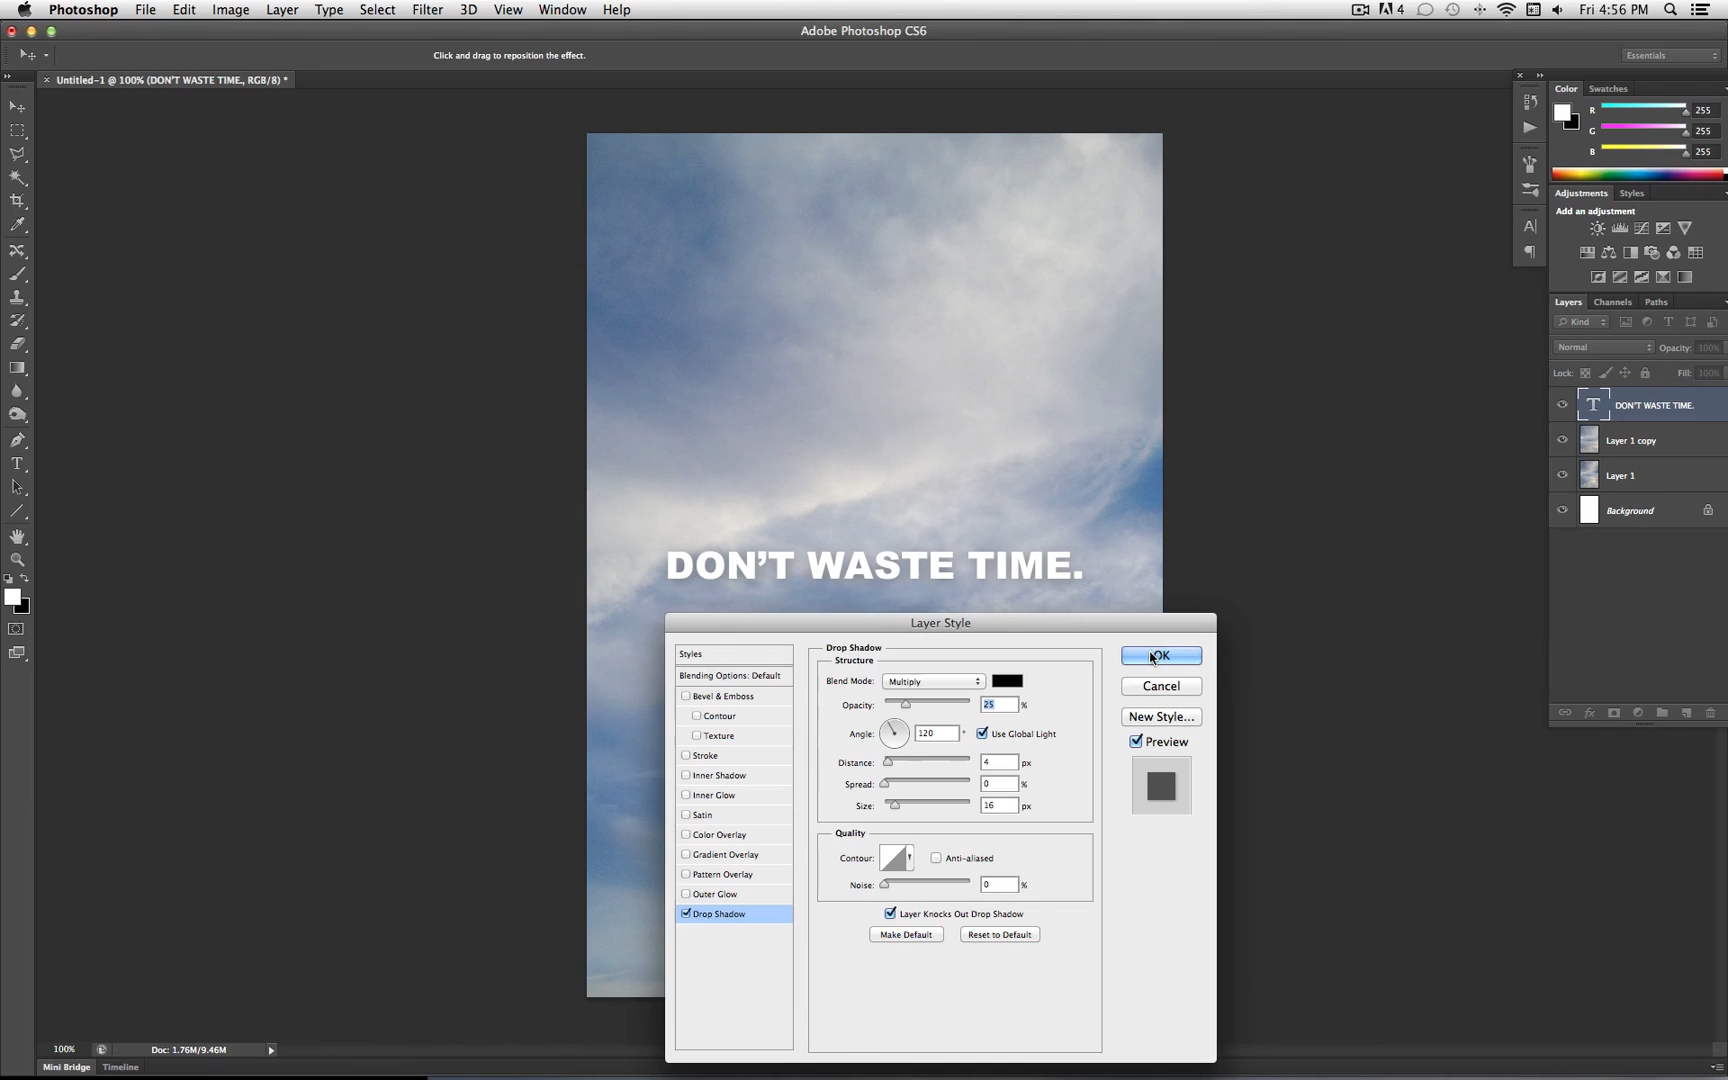 Photoshop File Edit Image Layer Type Select Filter 3D View Window Help 4 Fri 4:56 PM
Adobe Photoshop CS6
Click and drag to reposition the effect. Essentials
Untitled-1 @ 100% (DON'T WASTE TIME., RGB/8) *
Color Swatches
R 255
G 255
B 255
Adjustments Styles
Add an adjustment
Layers Channels Paths
Kind
Normal Opacity: 100%
Lock: Fill: 100%
T DON'T WASTE TIME.
Layer 1 copy
Layer 1
Background
DON'T WASTE TIME.
Layer Style
Styles
Blending Options: Default
Bevel & Emboss
Contour
Texture
Stroke
Inner Shadow
Inner Glow
Satin
Color Overlay
Gradient Overlay
Pattern Overlay
Outer Glow
Drop Shadow
Drop Shadow
Structure
Blend Mode: Multiply
Opacity: 25 %
Angle: 120 ° Use Global Light
Distance: 4 px
Spread: 0 %
Size: 16 px
Quality
Contour: Anti-aliased
Noise: 0 %
Layer Knocks Out Drop Shadow
Make Default Reset to Default
OK
Cancel
New Style...
Preview
fx
100% Doc: 1.76M/9.46M
Mini Bridge Timeline